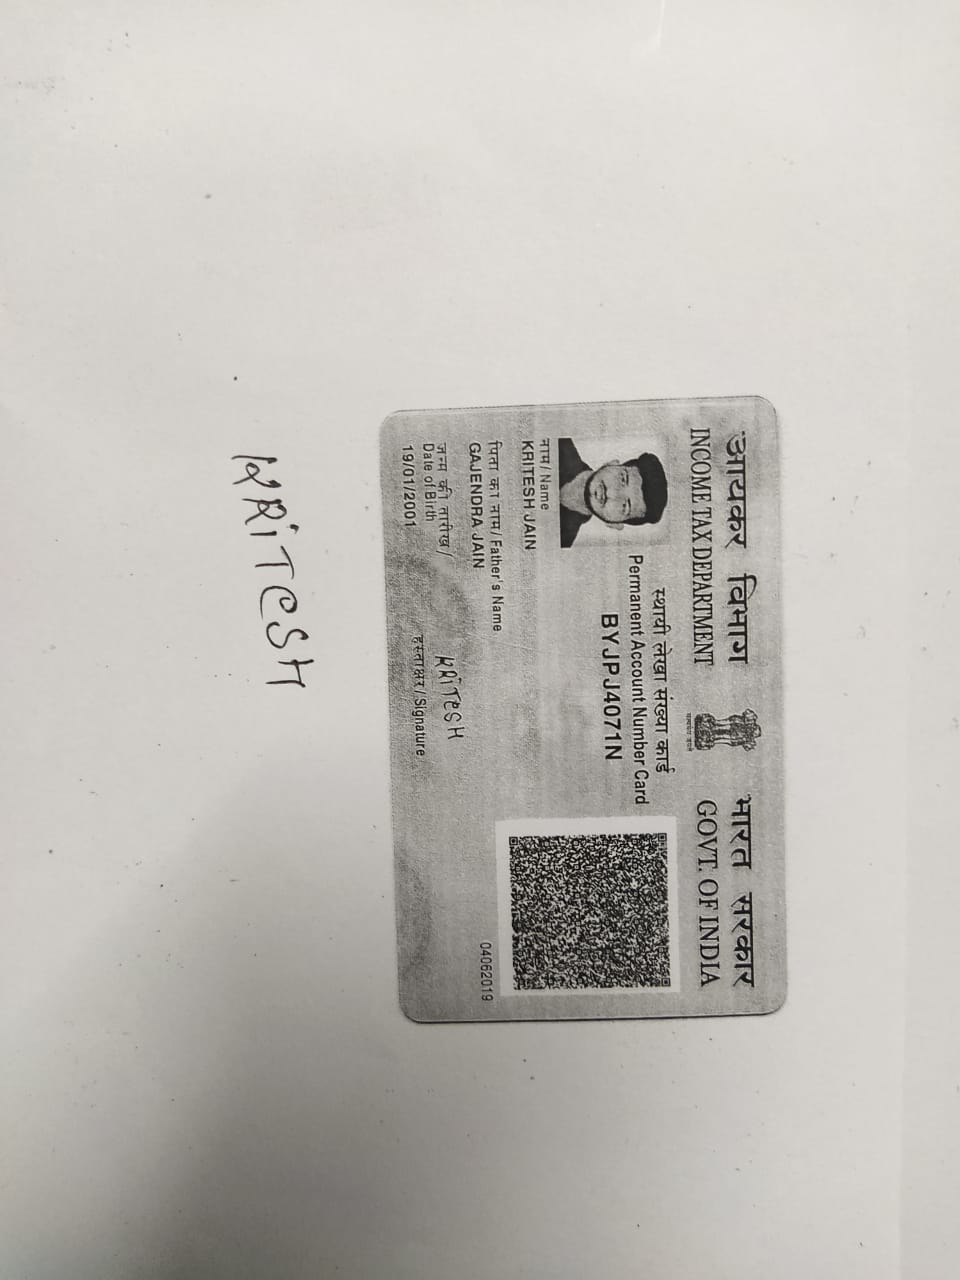 आयकर विभाग
INCOME TAX DEPARTMENT
भारत सरकार
GOVT. OF INDIA
स्थायी लेखा संख्या कार्ड
Permanent Account Number Card
BYJPJ4071N
नाम / Name
KRITESH JAIN
पिता का नाम / Father's Name
GAJENDRA JAIN
जन्म की तारीख /
Date of Birth
19/01/2001
KRiTeSH
हस्ताक्षर / Signature
04062019
KRiTeSH